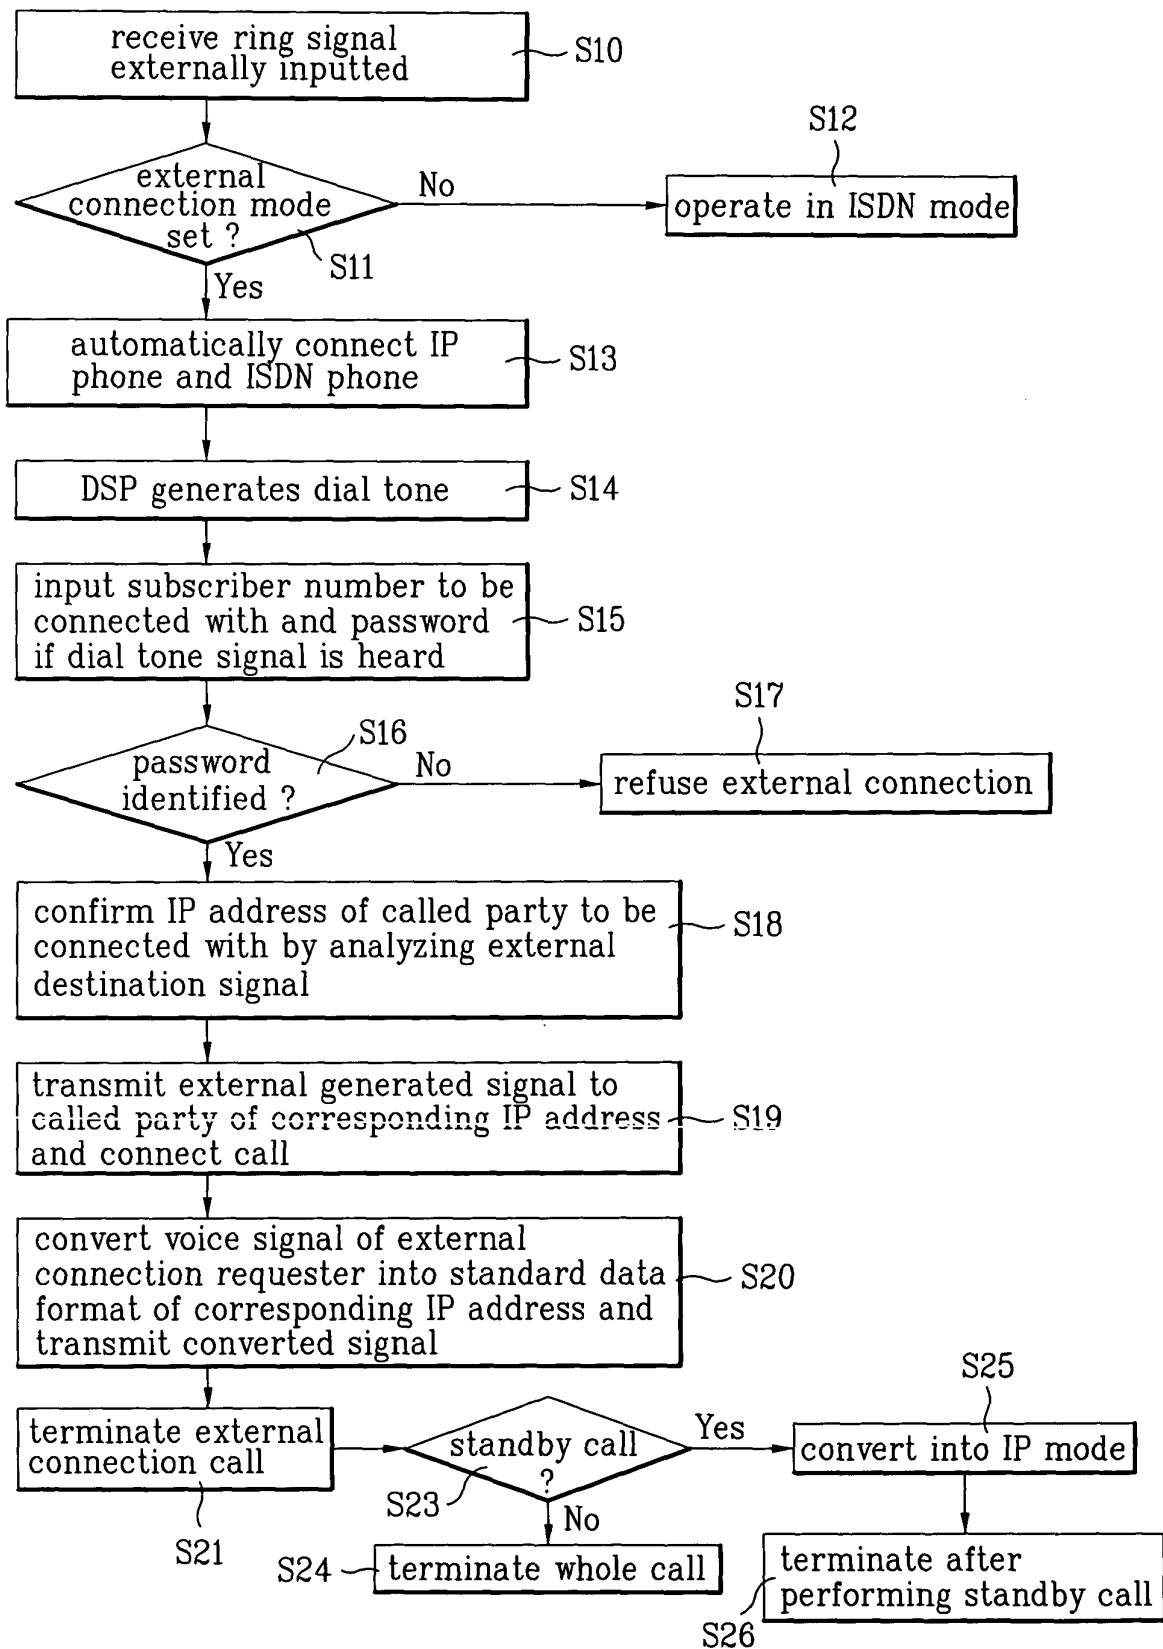 receive ring signal
externally inputted
S10
external
connection mode
set ?
S11
No
S12
operate in ISDN mode
Yes
automatically connect IP
phone and ISDN phone
S13
DSP generates dial tone
S14
input subscriber number to be
connected with and password
if dial tone signal is heard
S15
S16
password
identified ?
No
S17
refuse external connection
Yes
confirm IP address of called party to be
connected with by analyzing external
destination signal
S18
transmit external generated signal to
called party of corresponding IP address
and connect call
S19
convert voice signal of external
connection requester into standard data
format of corresponding IP address and
transmit converted signal
S20
terminate external
connection call
S21
standby call
?
S23
Yes
S25
convert into IP mode
No
S24
terminate whole call
terminate after
performing standby call
S26